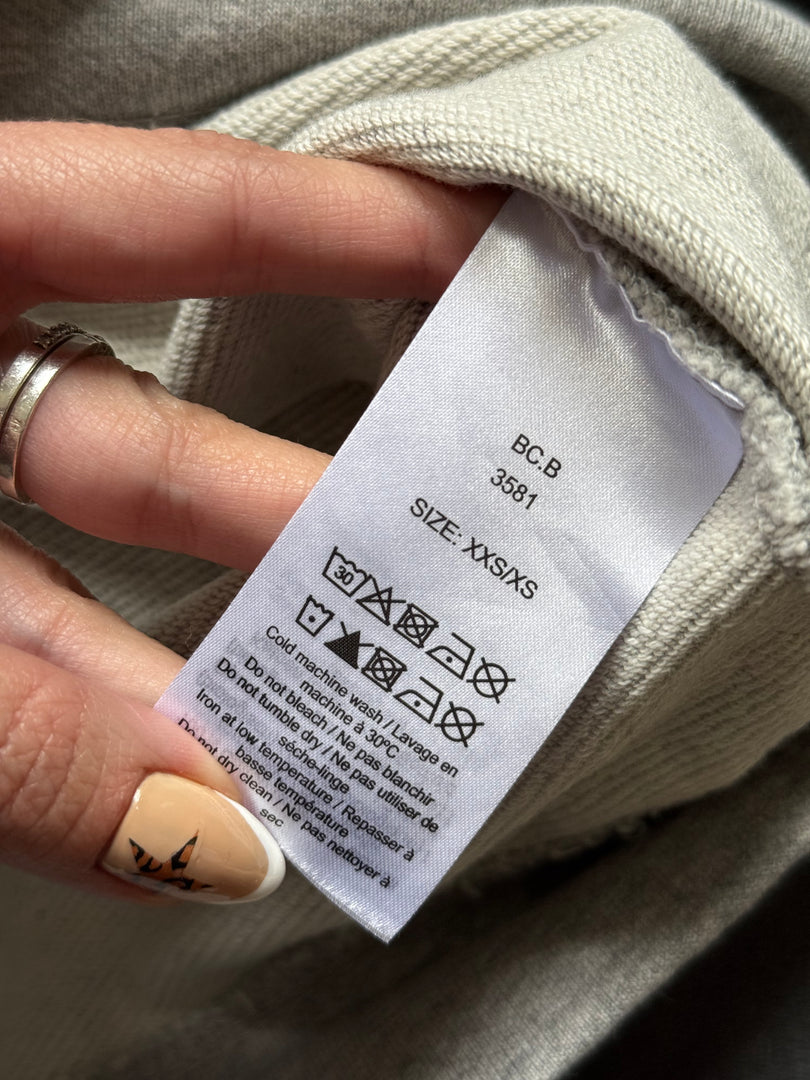 BC.B
3581
SIZE: XXS/XS
30
Cold machine wash / Lavage en
machine à 30ºC
Do not bleach / Ne pas blanchir
Do not tumble dry / Ne pas utiliser de
séche-linge
Iron at low temperature / Repasser à
basse température
Do not dry clean / Ne pas nettoyer à
sec